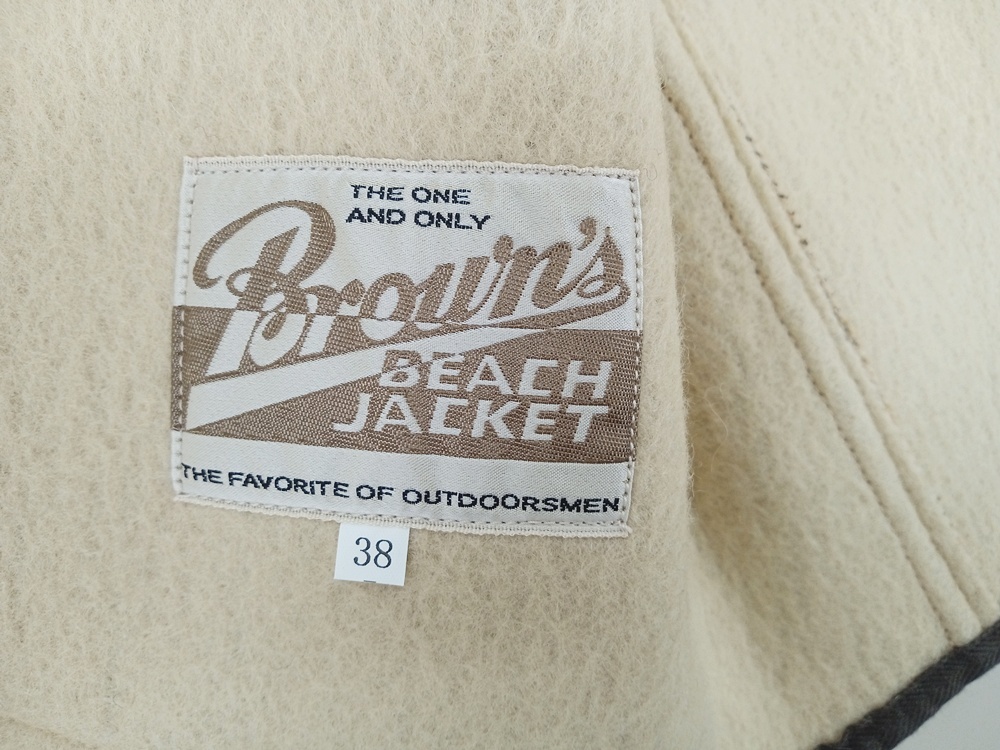 THE ONE
AND ONLY
Brown's
BEACH
JACKET
THE FAVORITE OF OUTDOORSMEN
38